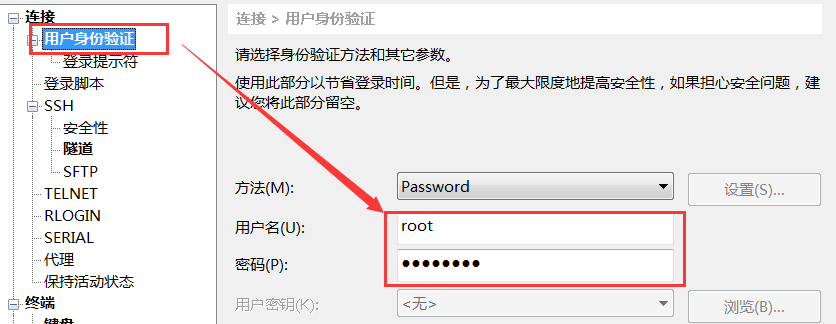 连接
用户身份验证
登录提示符
登录脚本
SSH
安全性
隧道
SFTP
TELNET
RLOGIN
SERIAL
代理
保持活动状态
终端
键盘
连接 > 用户身份验证
请选择身份验证方法和其它参数。
使用此部分以节省登录时间。但是，为了最大限度地提高安全性，如果担心安全问题，建
议您将此部分留空。
方法(M):
Password
设置(S)...
用户名(U):
root
密码(P):
●●●●●●●●
用户密钥(K):
<无>
浏览(B)...